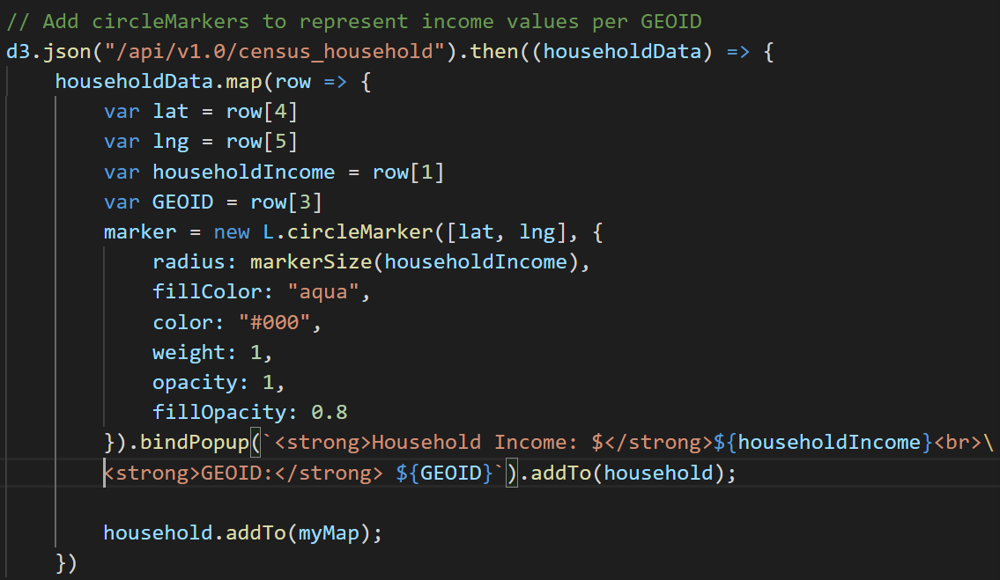 // Add circleMarkers to represent income values per GEOID
d3.json("/api/v1.0/census_household").then((householdData) => {
    householdData.map(row => {
        var lat = row[4]
        var lng = row[5]
        var householdIncome = row[1]
        var GEOID = row[3]
        marker = new L.circleMarker([lat, lng], {
            radius: markerSize(householdIncome),
            fillColor: "aqua",
            color: "#000",
            weight: 1,
            opacity: 1,
            fillOpacity: 0.8
        }).bindPopup(`<strong>Household Income: $</strong>${householdIncome}<br>\
        <strong>GEOID:</strong> ${GEOID}`).addTo(household);

        household.addTo(myMap);
    })